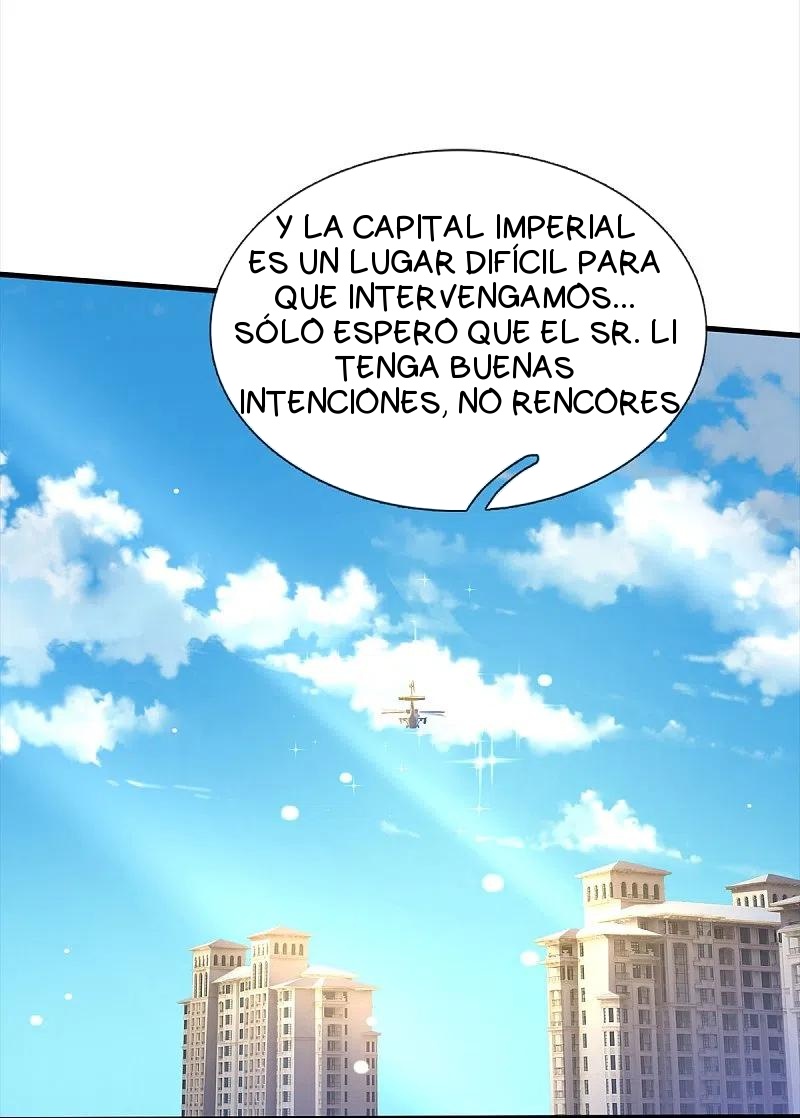 Y LA CAPITAL IMPERIAL
ES UN LUGAR DIFÍCIL PARA
QUE INTERVENGAMOS...
SÓLO ESPERO QUE EL SR. LI
TENGA BUENAS
INTENCIONES, NO RENCORES